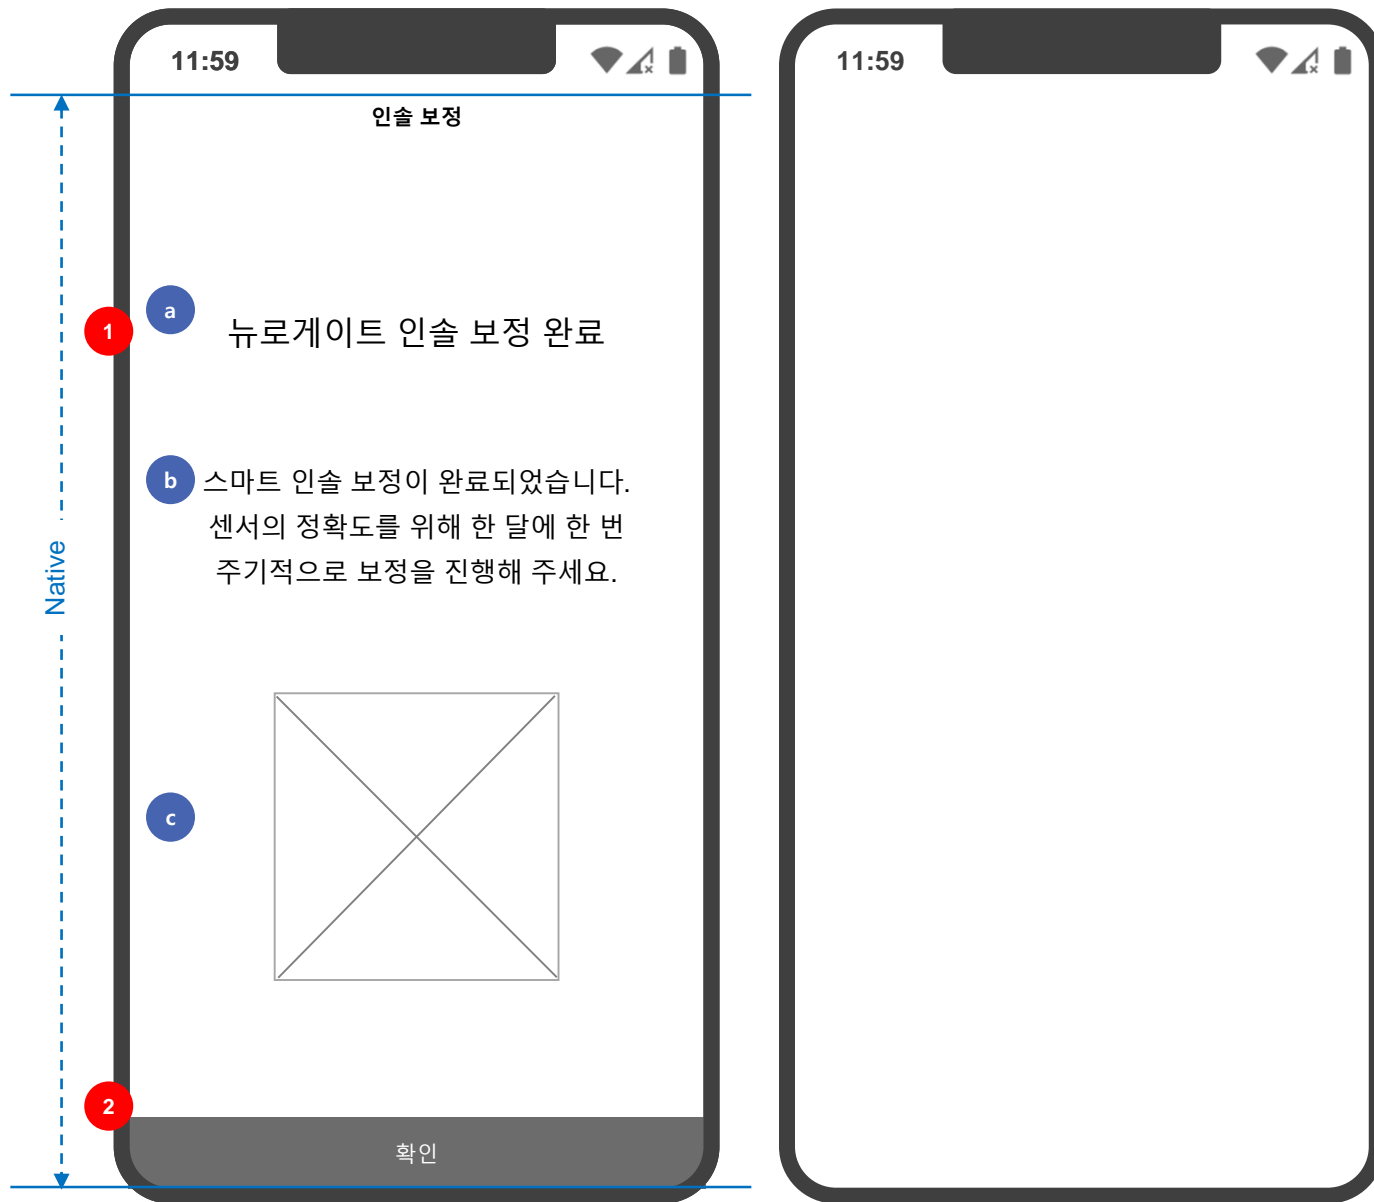 11:59
인솔 보정
a
1
뉴로게이트 인솔 보정 완료
b
스마트 인솔 보정이 완료되었습니다.
센서의 정확도를 위해 한 달에 한 번
주기적으로 보정을 진행해 주세요.
Native
c
2
확인
11:59